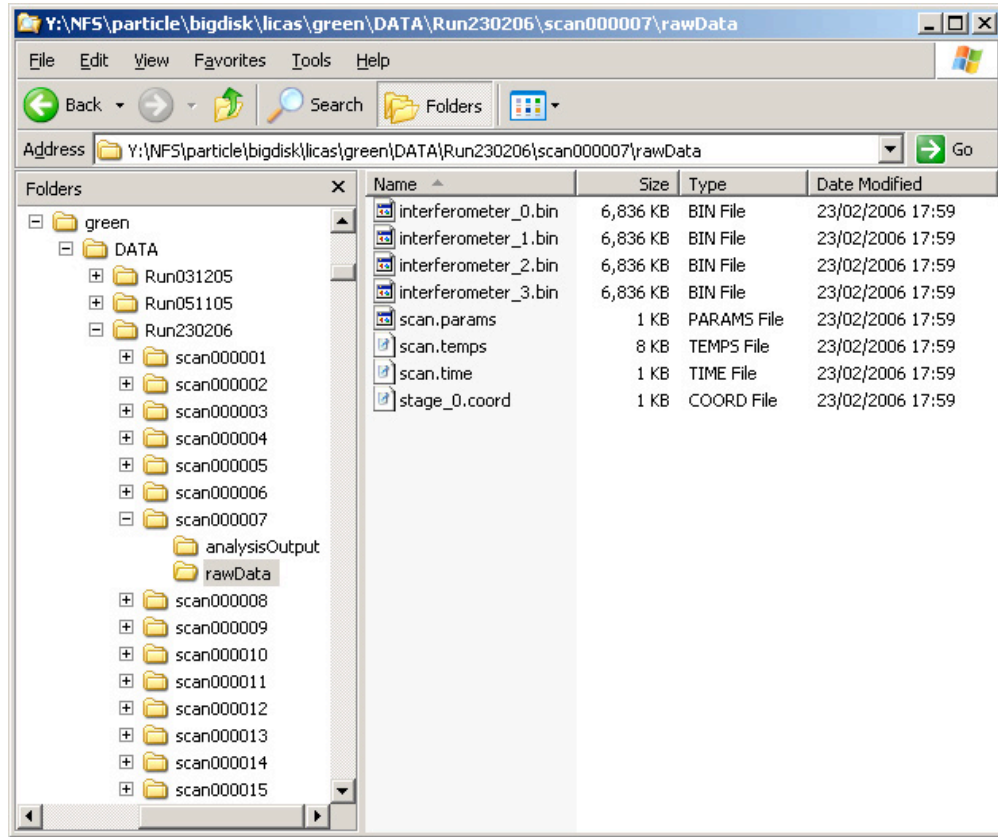 Y:\NFS\particle\bigdisk\licas\green\DATA\Run230206\scan000007\rawData
File Edit View Favorites Tools Help
Back Search Folders
Address Y:\NFS\particle\bigdisk\licas\green\DATA\Run230206\scan000007\rawData Go
Folders
green
DATA
Run031205
Run051105
Run230206
scan000001
scan000002
scan000003
scan000004
scan000005
scan000006
scan000007
analysisOutput
rawData
scan000008
scan000009
scan000010
scan000011
scan000012
scan000013
scan000014
scan000015
Name Size Type Date Modified
interferometer_0.bin 6,836 KB BIN File 23/02/2006 17:59
interferometer_1.bin 6,836 KB BIN File 23/02/2006 17:59
interferometer_2.bin 6,836 KB BIN File 23/02/2006 17:59
interferometer_3.bin 6,836 KB BIN File 23/02/2006 17:59
scan.params 1 KB PARAMS File 23/02/2006 17:59
scan.temps 8 KB TEMPS File 23/02/2006 17:59
scan.time 1 KB TIME File 23/02/2006 17:59
stage_0.coord 1 KB COORD File 23/02/2006 17:59